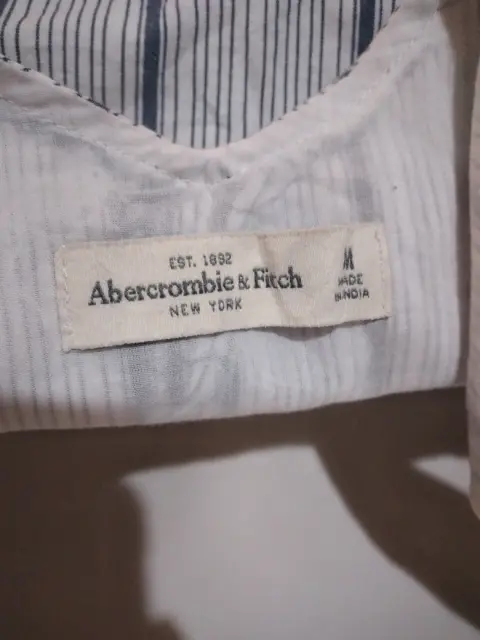 EST. 1892
Abercrombie & Fitch
NEW YORK
M
MADE
IN INDIA